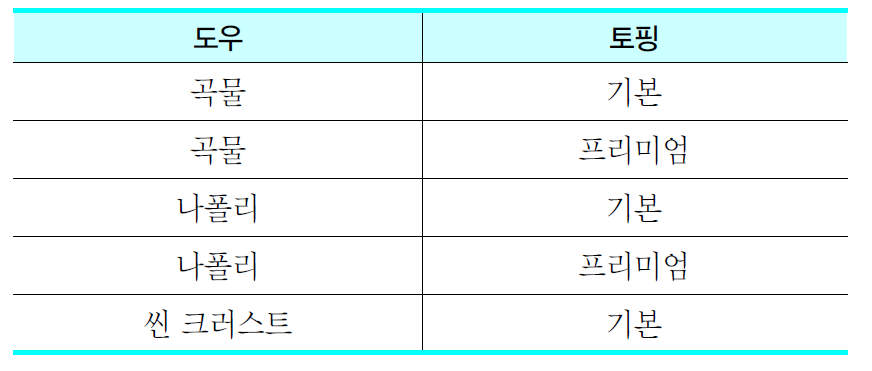 도우 토핑
곡물 기본
곡물 프리미엄
나폴리 기본
나폴리 프리미엄
씬 크러스트 기본